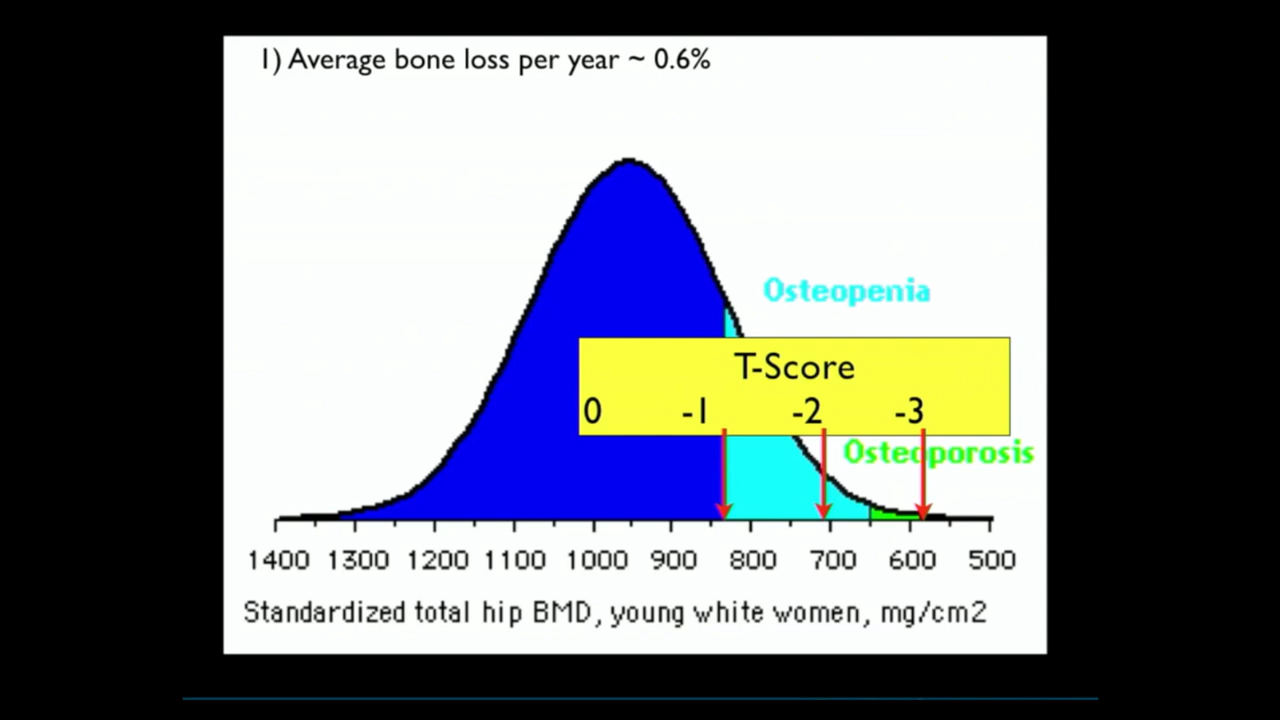 1) Average bone loss per year ~ 0.6%
Osteopenia
T-Score
0 -1 -2 -3
Osteoporosis
1400 1300 1200 1100 1000 900 800 700 600 500
Standardized total hip BMD, young white women, mg/cm2